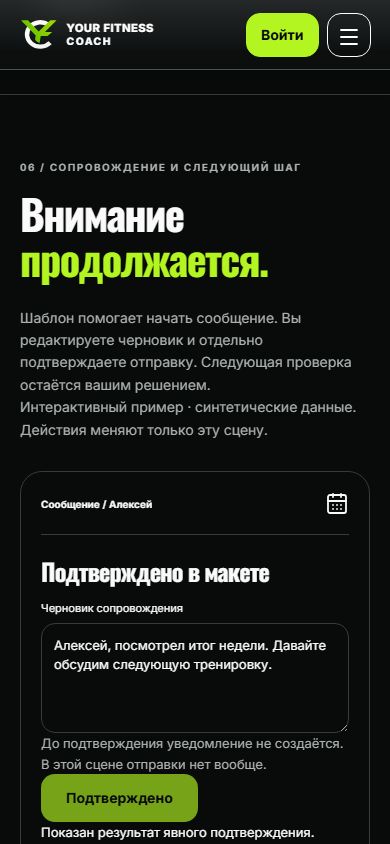 YOUR FITNESS
COACH
Войти
06 / СОПРОВОЖДЕНИЕ И СЛЕДУЮЩИЙ ШАГ
Внимание
продолжается.
Шаблон помогает начать сообщение. Вы
редактируете черновик и отдельно
подтверждаете отправку. Следующая проверка
остаётся вашим решением.
Интерактивный пример · синтетические данные.
Действия меняют только эту сцену.
Сообщение / Алексей
Подтверждено в макете
Черновик сопровождения
Алексей, посмотрел итог недели. Давайте
обсудим следующую тренировку.
До подтверждения уведомление не создаётся.
В этой сцене отправки нет вообще.
Подтверждено
Показан результат явного подтверждения.